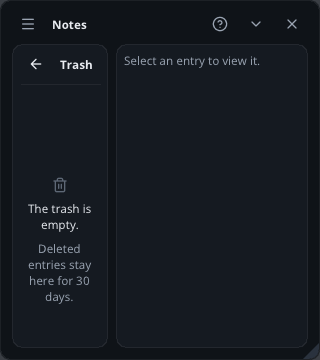 Notes
Trash
Select an entry to view it.
The trash is
empty.
Deleted
entries stay
here for 30
days.